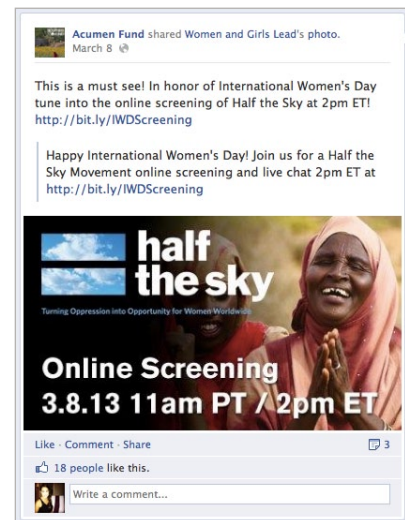 Acumen Fund shared Women and Girls Lead's photo.
March 8
This is a must see! In honor of International Women's Day
tune into the online screening of Half the Sky at 2pm ET!
http://bit.ly/IWDScreening
Happy International Women's Day! Join us for a Half the
Sky Movement online screening and live chat 2pm ET at
http://bit.ly/IWDScreening
half
the sky
Turning Oppression into Opportunity for Women Worldwide
Online Screening
3.8.13 11am PT / 2pm ET
Like · Comment · Share 3
18 people like this.
Write a comment...